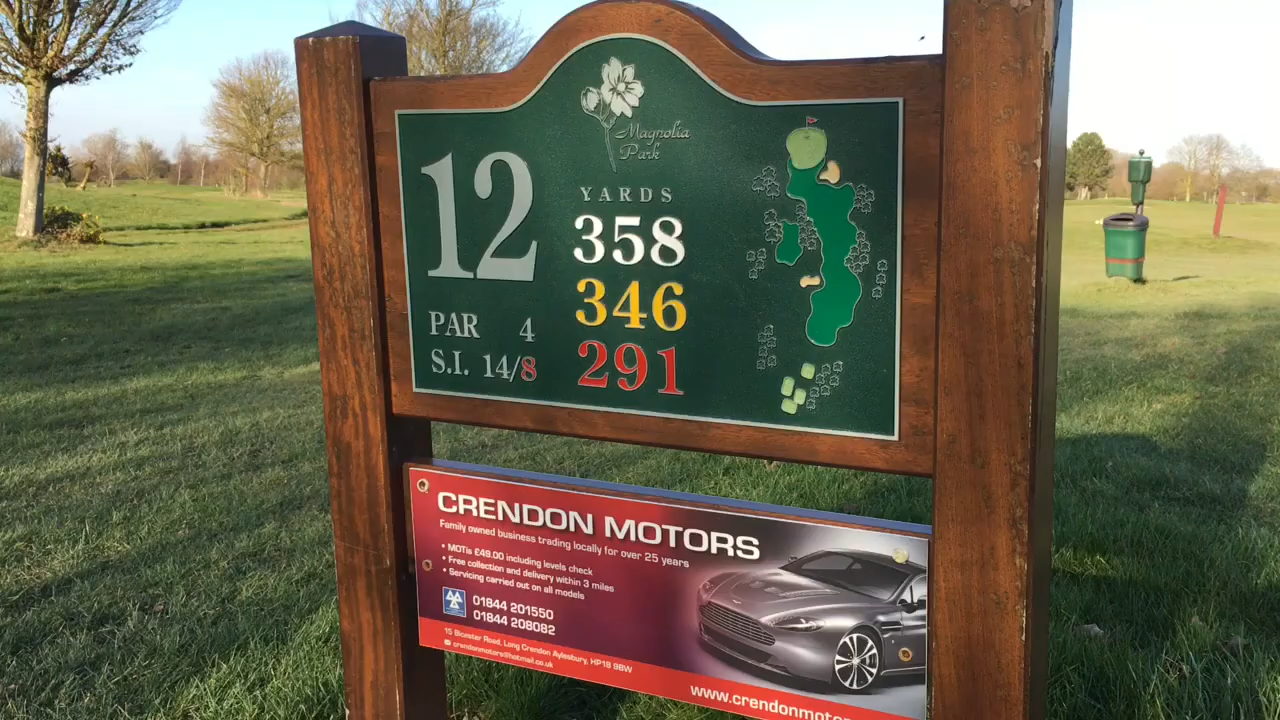 Magnolia
Park
12
YARDS
358
346
291
PAR 4
S.I. 14/8
CRENDON MOTORS
Family owned business trading locally for over 25 years
• MOTis £49.00 including levels check
• Free collection and delivery within 3 miles
• Servicing carried out on all models
01844 201550
01844 208082
15 Bicester Road, Long Crendon Aylesbury, HP18 9BW
crendonmotors@hotmail.co.uk
www.crendonmotor